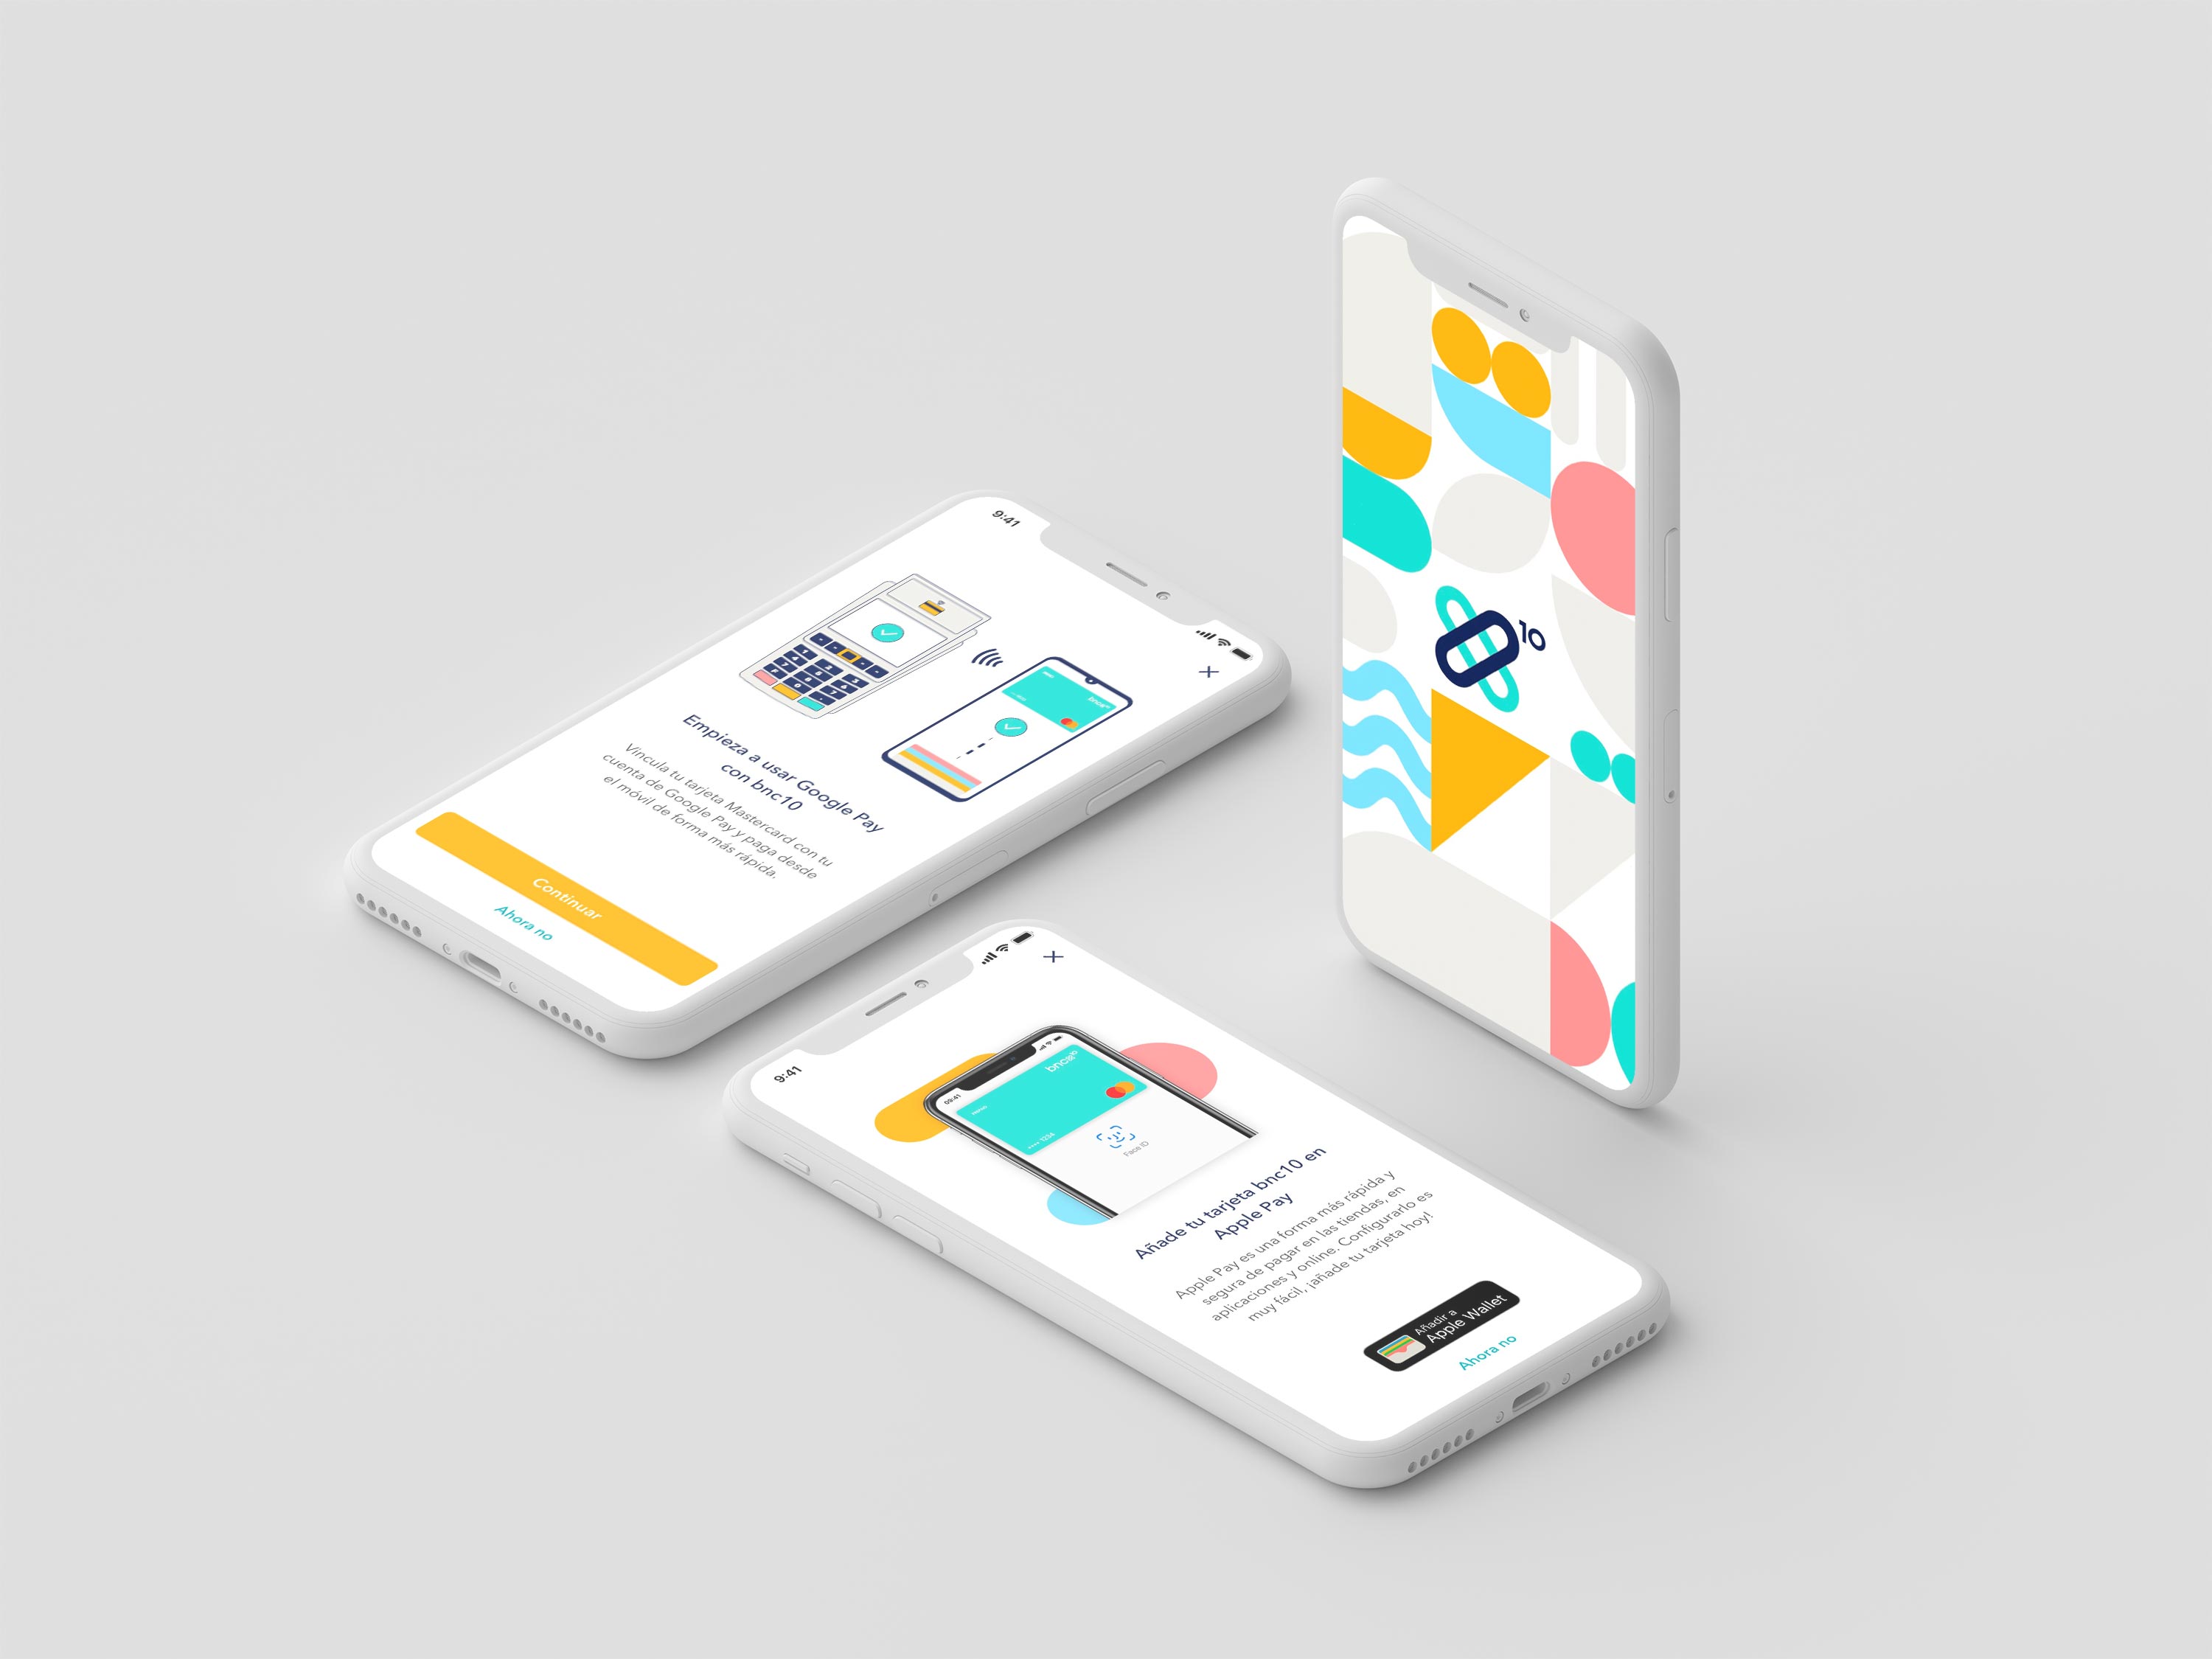 9:41
Empieza a usar Google Pay
con bnc10
Vincula tu tarjeta Mastercard con tu
cuenta de Google Pay y paga desde
el móvil de forma más rápida.
Continuar
Ahora no
10
9:41
09:41
bnc10
1234
Face ID
Añade tu tarjeta bnc10 en
Apple Pay
Apple Pay es una forma más rápida y
segura de pagar en las tiendas, en
aplicaciones y online. Configurarlo es
muy fácil, ¡añade tu tarjeta hoy!
Añadir a
Apple Wallet
Ahora no